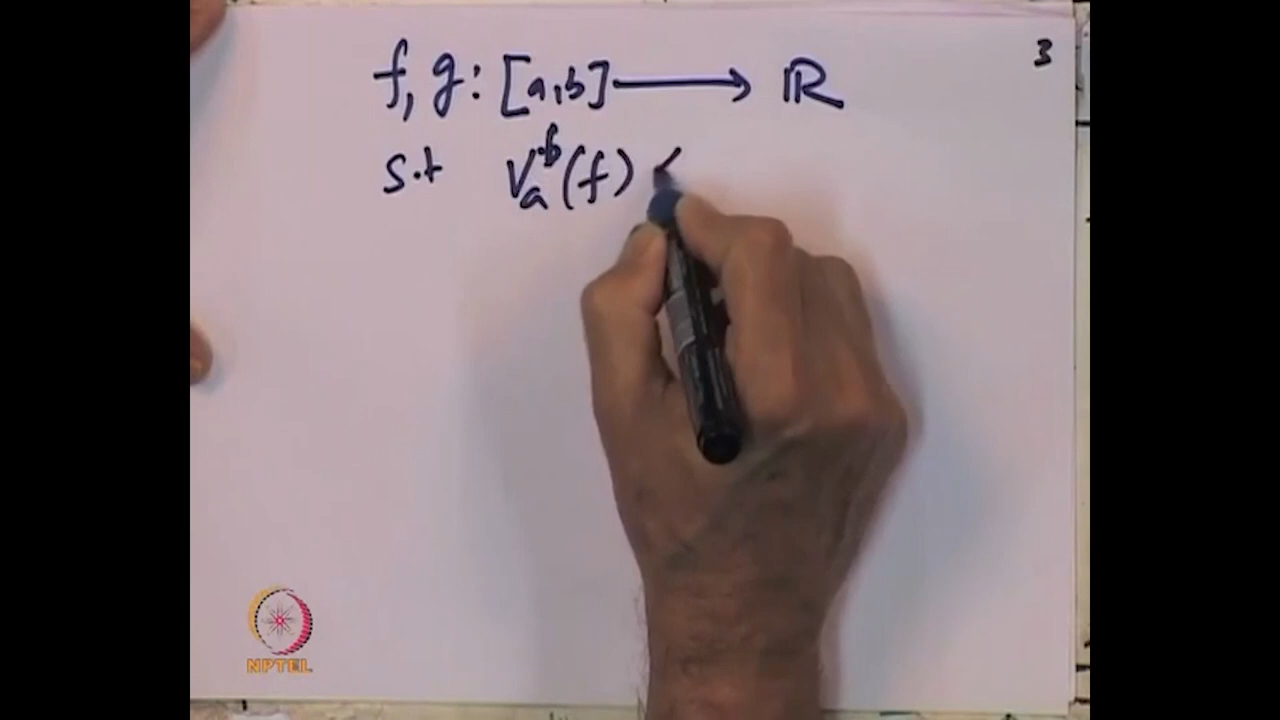 3
f, g : [a,b] ⟶ ℝ
s.t V_a^b(f) <
NPTEL